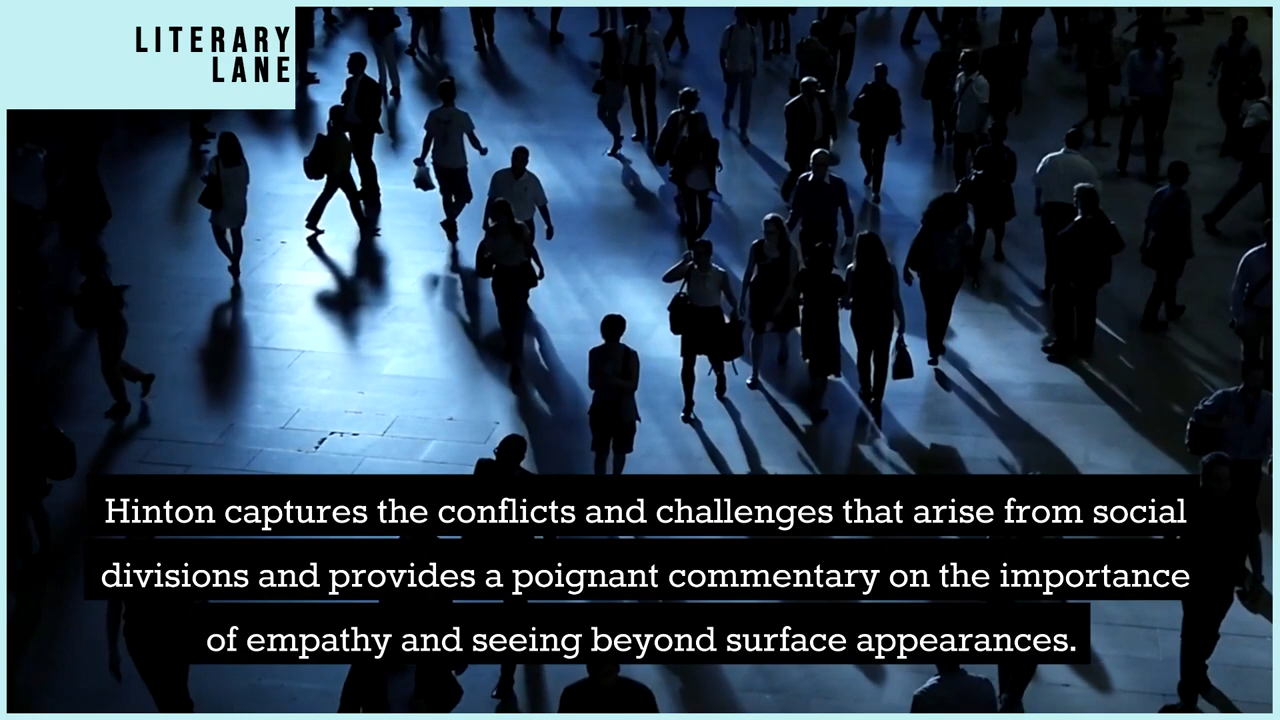 LITERARY
LANE
Hinton captures the conflicts and challenges that arise from social
divisions and provides a poignant commentary on the importance
of empathy and seeing beyond surface appearances.